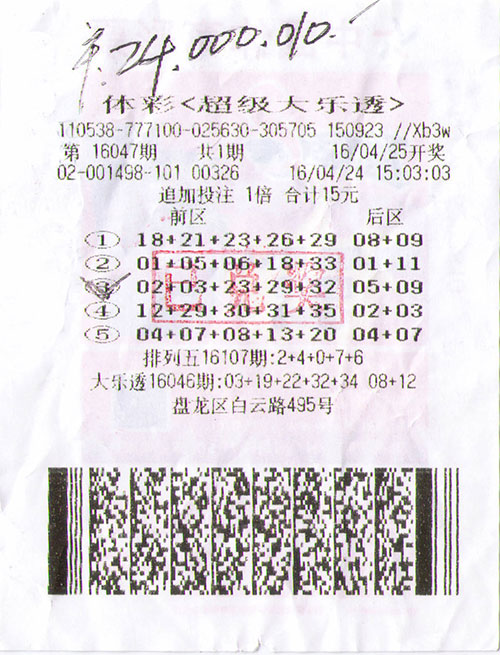 ¥.24.000.00
体彩<超级大乐透>
110538-777100-025630-305705 150923 //Xb3w
第 16047期 共1期 16/04/25开奖
02-001498-101 00326 16/04/24 15:03:03
追加投注 1倍 合计15元
前区 后区
① 18+21+23+26+29 08+09
② 01+05+06+18+33 01+11
③ 02+03+23+29+32 05+09
④ 12+29+30+31+35 02+03
⑤ 04+07+08+13+20 04+07
已兑奖
排列五16107期:2+4+0+7+6
大乐透16046期:03+19+22+32+34 08+12
盘龙区白云路495号